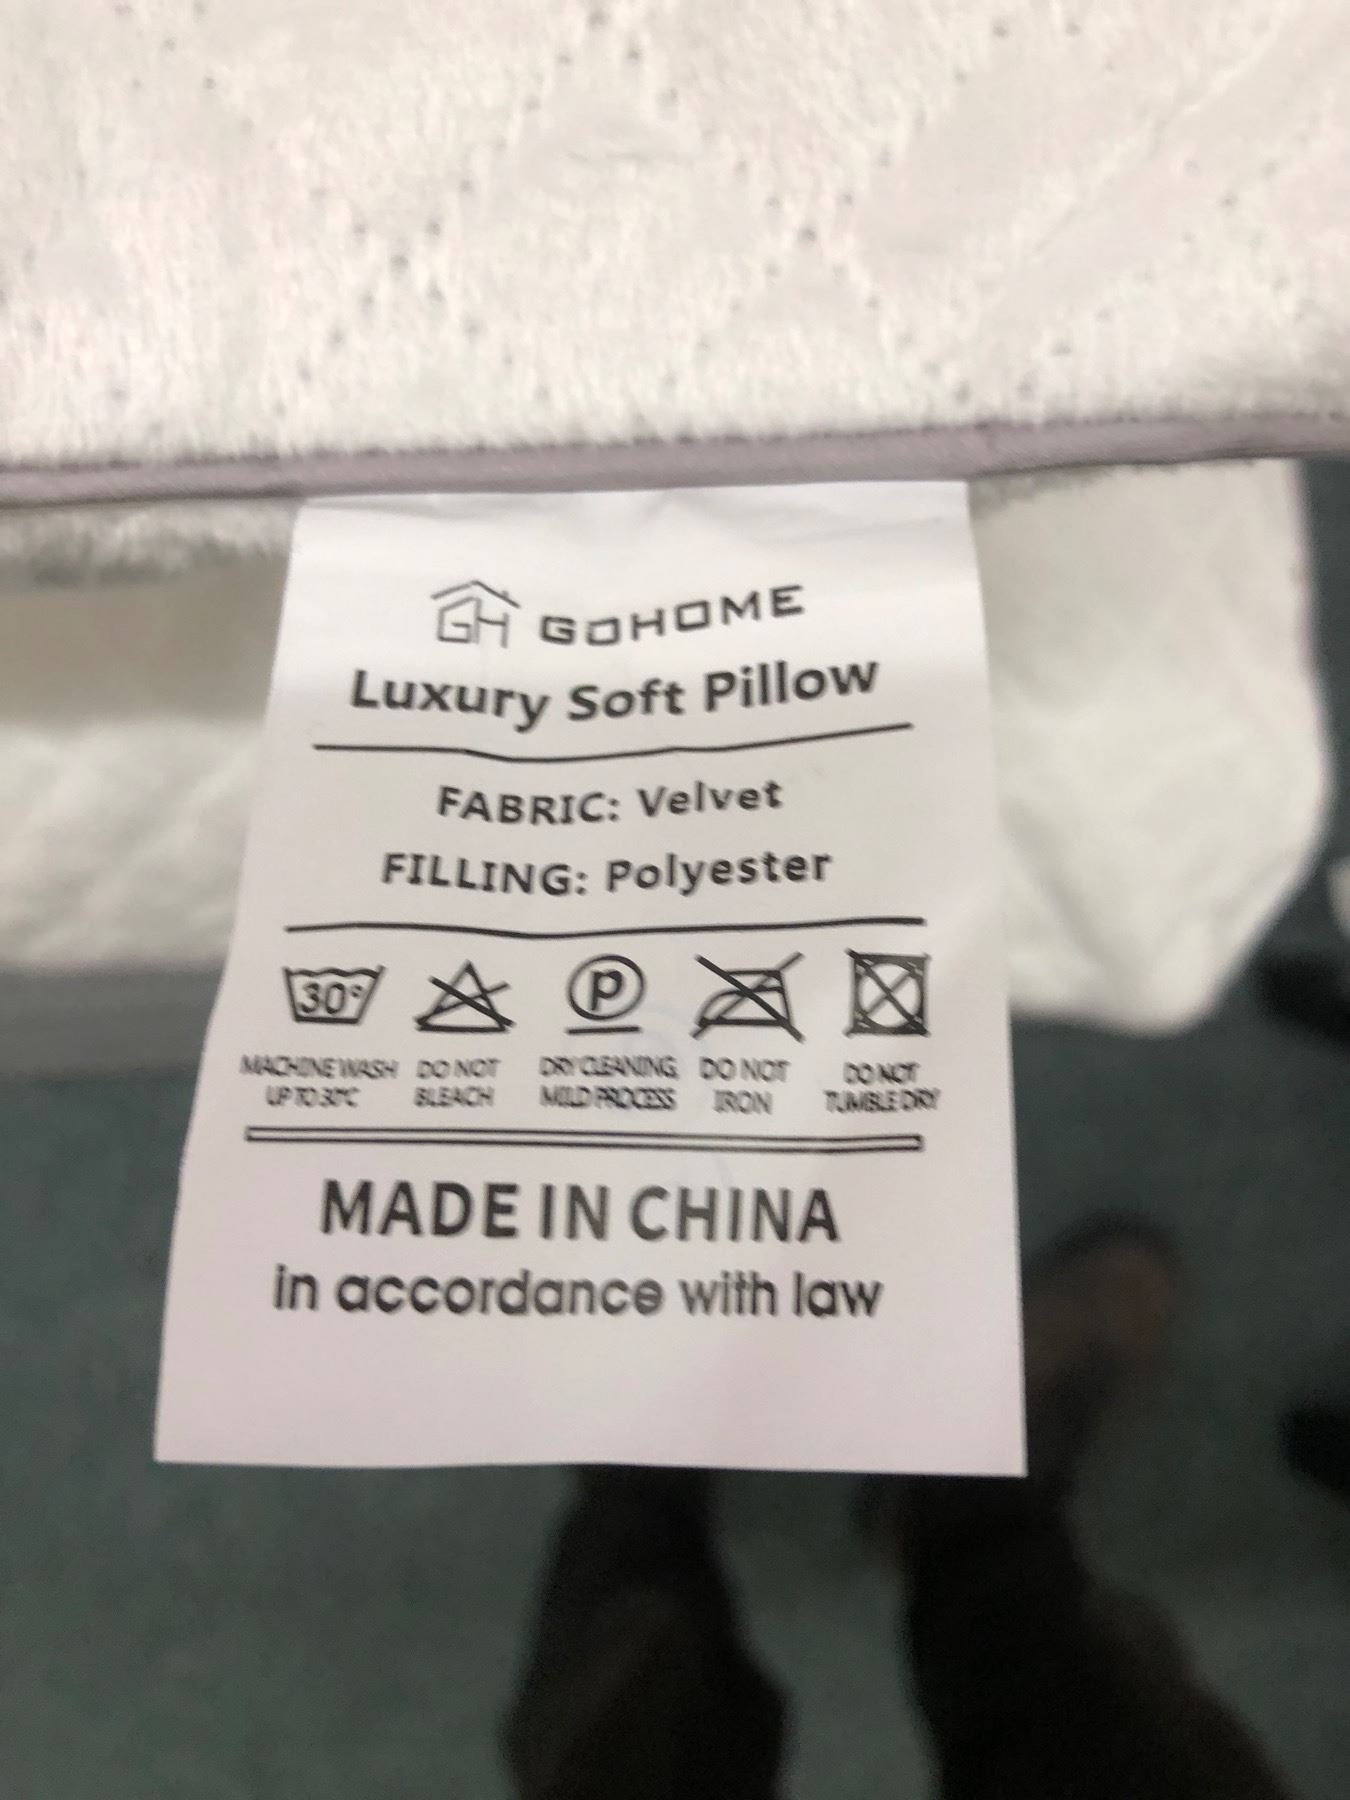 GH GOHOME
Luxury Soft Pillow
FABRIC: Velvet
FILLING: Polyester
30° P
MACHINE WASH DO NOT DRY CLEANING, DO NOT DO NOT
UP TO 30°C BLEACH MILD PROCESS IRON TUMBLE DRY
MADE IN CHINA
in accordance with law